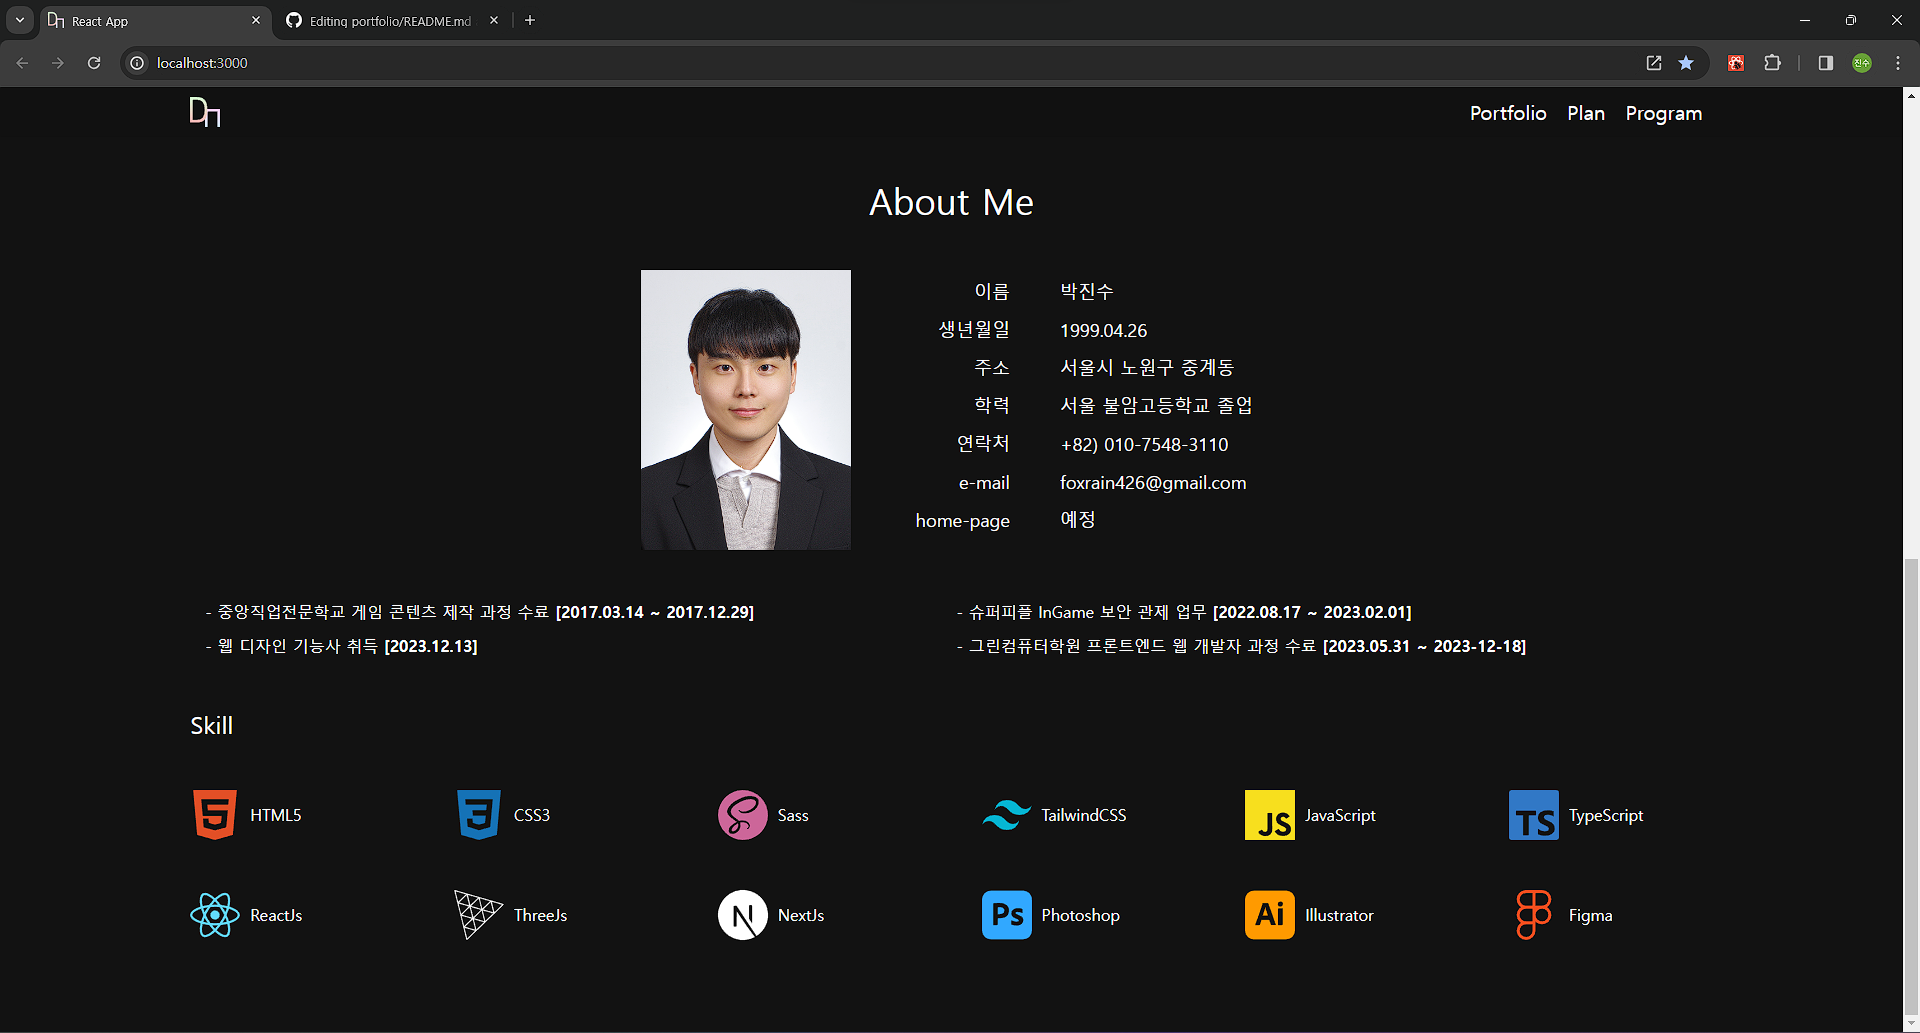 React App
Editing portfolio/README.md
localhost:3000
진수
Dn
Portfolio Plan Program
About Me
이름 박진수
생년월일 1999.04.26
주소 서울시 노원구 중계동
학력 서울 불암고등학교 졸업
연락처 +82) 010-7548-3110
e-mail foxrain426@gmail.com
home-page 예정
- 중앙직업전문학교 게임 콘텐츠 제작 과정 수료 [2017.03.14 ~ 2017.12.29]
- 슈퍼피플 InGame 보안 관제 업무 [2022.08.17 ~ 2023.02.01]
- 웹 디자인 기능사 취득 [2023.12.13]
- 그린컴퓨터학원 프론트엔드 웹 개발자 과정 수료 [2023.05.31 ~ 2023-12-18]
Skill
5 HTML5
3 CSS3
S Sass
TailwindCSS
JS JavaScript
TS TypeScript
ReactJs
ThreeJs
N NextJs
Ps Photoshop
Ai Illustrator
Figma